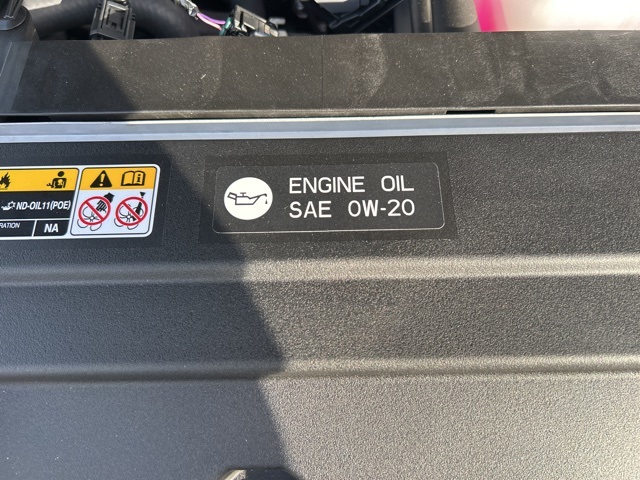 ND-OIL11(POE)
NA
ENGINE OIL
SAE 0W-20